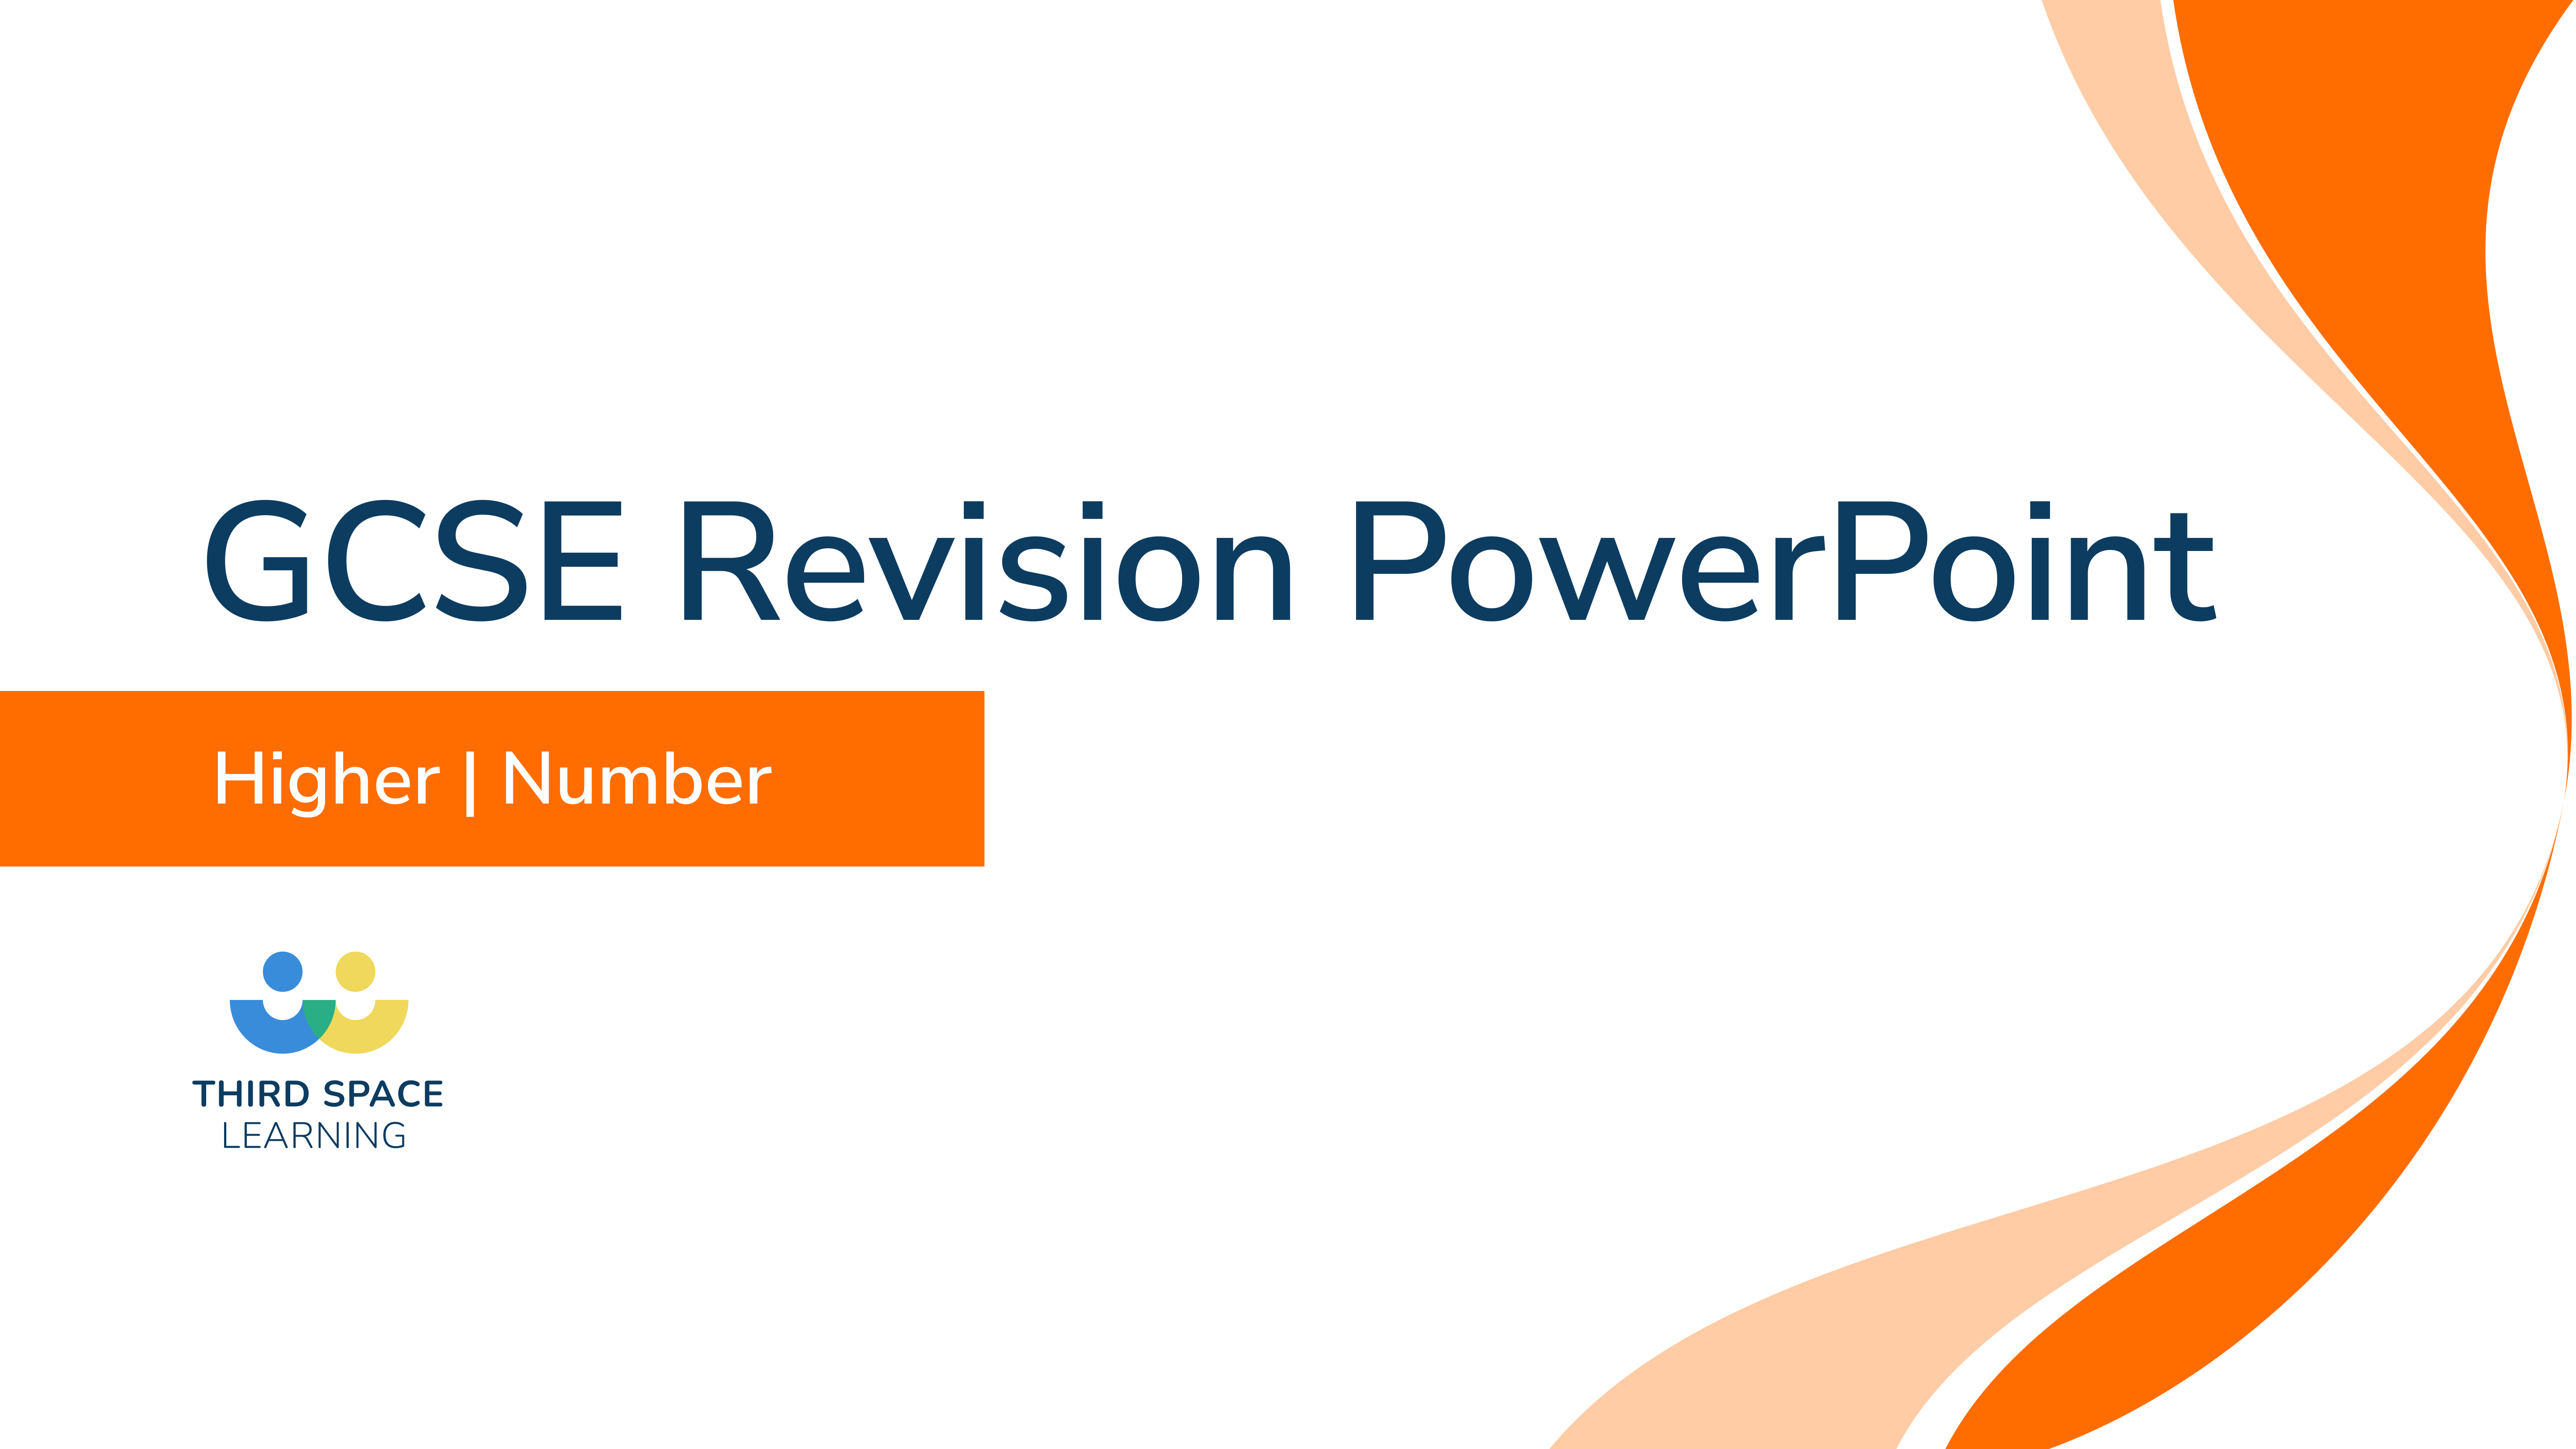 GCSE Revision PowerPoint
Higher | Number
THIRD SPACE
LEARNING